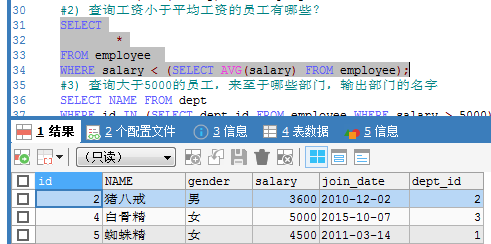 30
31
32
33
34
35
36
37
#2) 查询工资小于平均工资的员工有哪些?
SELECT
*
FROM employee
WHERE salary < (SELECT AVG(salary) FROM employee);
#3) 查询大于5000的员工，来至于哪些部门，输出部门的名字
SELECT NAME FROM dept
WHERE id IN (SELECT dept_id FROM employee WHERE salary > 5000)
1 结果 2 个配置文件 3 信息 4 表数据 5 信息
(只读)
id NAME gender salary join_date dept_id
2 猪八戒 男 3600 2010-12-02 2
4 白骨精 女 5000 2015-10-07 3
5 蜘蛛精 女 4500 2011-03-14 1